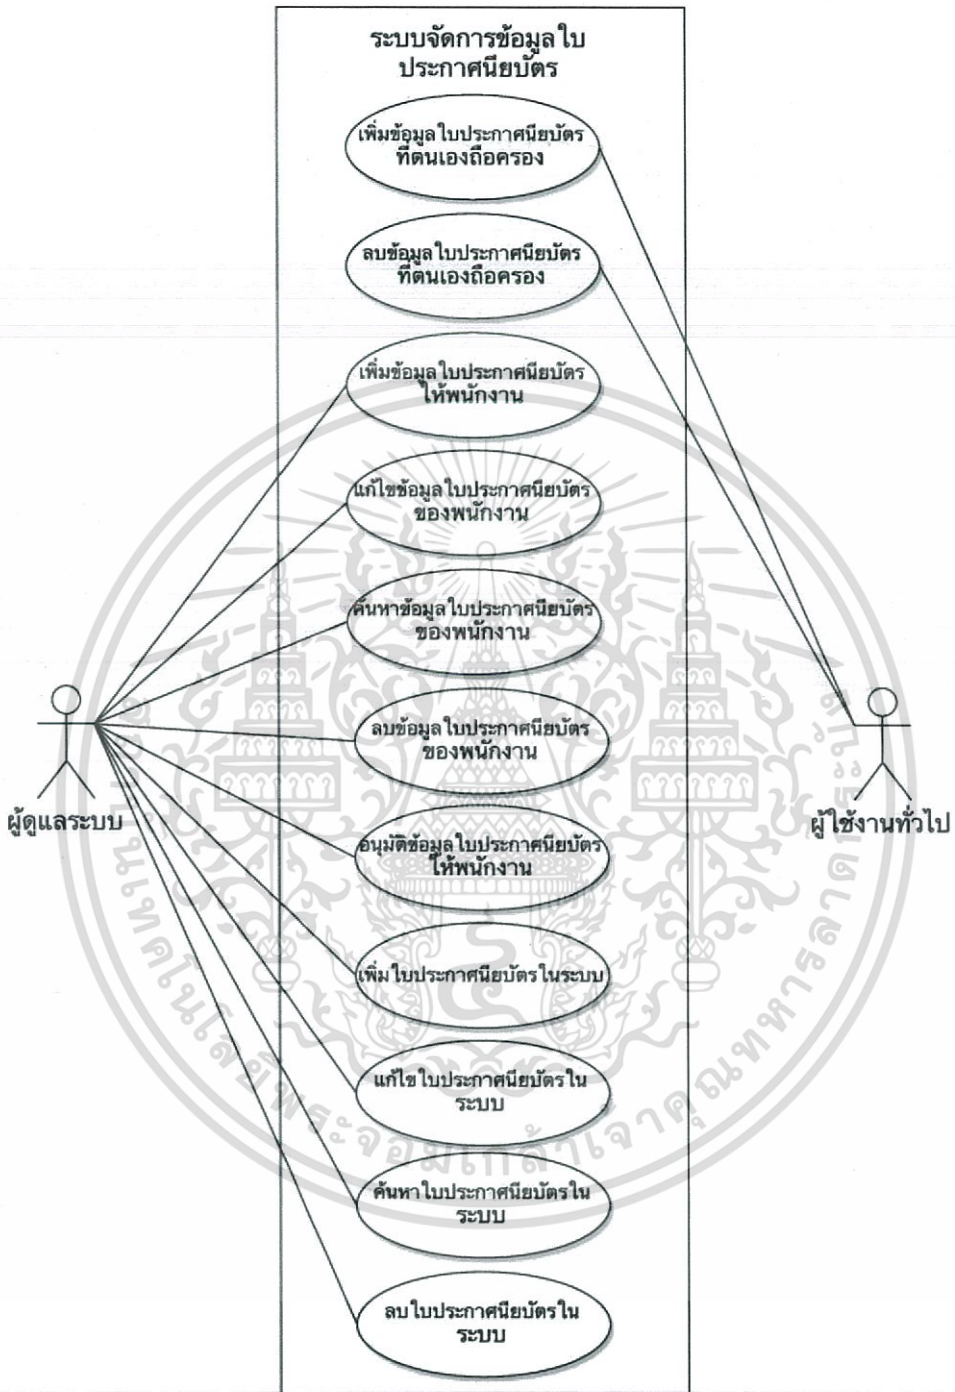 ระบบจัดการข้อมูลใบ
ประกาศนียบัตร
เพิ่มข้อมูลใบประกาศนียบัตร
ที่ตนเองถือครอง
ลบข้อมูลใบประกาศนียบัตร
ที่ตนเองถือครอง
เพิ่มข้อมูลใบประกาศนียบัตร
ให้พนักงาน
แก้ไขข้อมูลใบประกาศนียบัตร
ของพนักงาน
ค้นหาข้อมูลใบประกาศนียบัตร
ของพนักงาน
ลบข้อมูลใบประกาศนียบัตร
ของพนักงาน
ผู้ดูแลระบบ
ผู้ใช้งานทั่วไป
อนุมัติข้อมูลใบประกาศนียบัตร
ให้พนักงาน
เพิ่มใบประกาศนียบัตรในระบบ
แก้ไขใบประกาศนียบัตรใน
ระบบ
ค้นหาใบประกาศนียบัตรใน
ระบบ
ลบใบประกาศนียบัตรใน
ระบบ